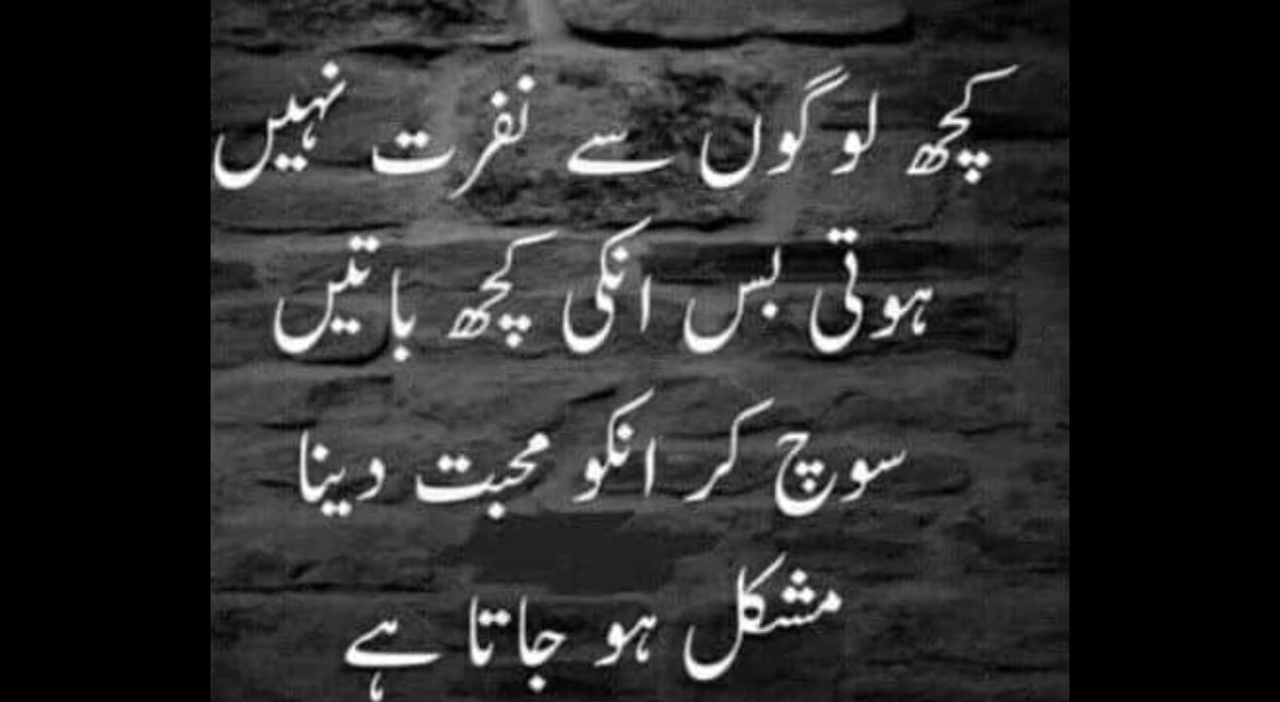 کچھ لوگوں سے نفرت نہیں
ہوتی بس انکی کچھ باتیں
سوچ کر انکو محبت دینا
مشکل ہو جاتا ہے